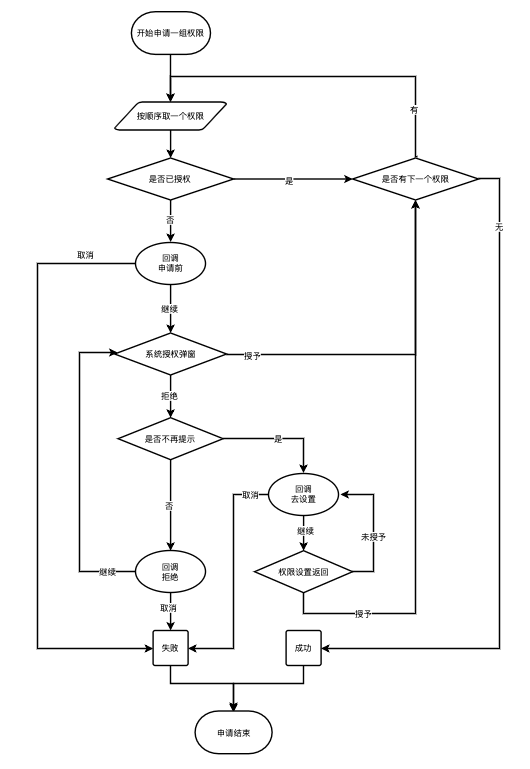 开始申请一组权限
有
按顺序取一个权限
是否已授权
是
是否有下一个权限
无
否
取消
回调
申请前
继续
系统授权弹窗
授予
拒绝
是否不再提示
是
取消
回调
去设置
否
继续
未授予
继续
回调
拒绝
权限设置返回
取消
授予
失败
成功
申请结束